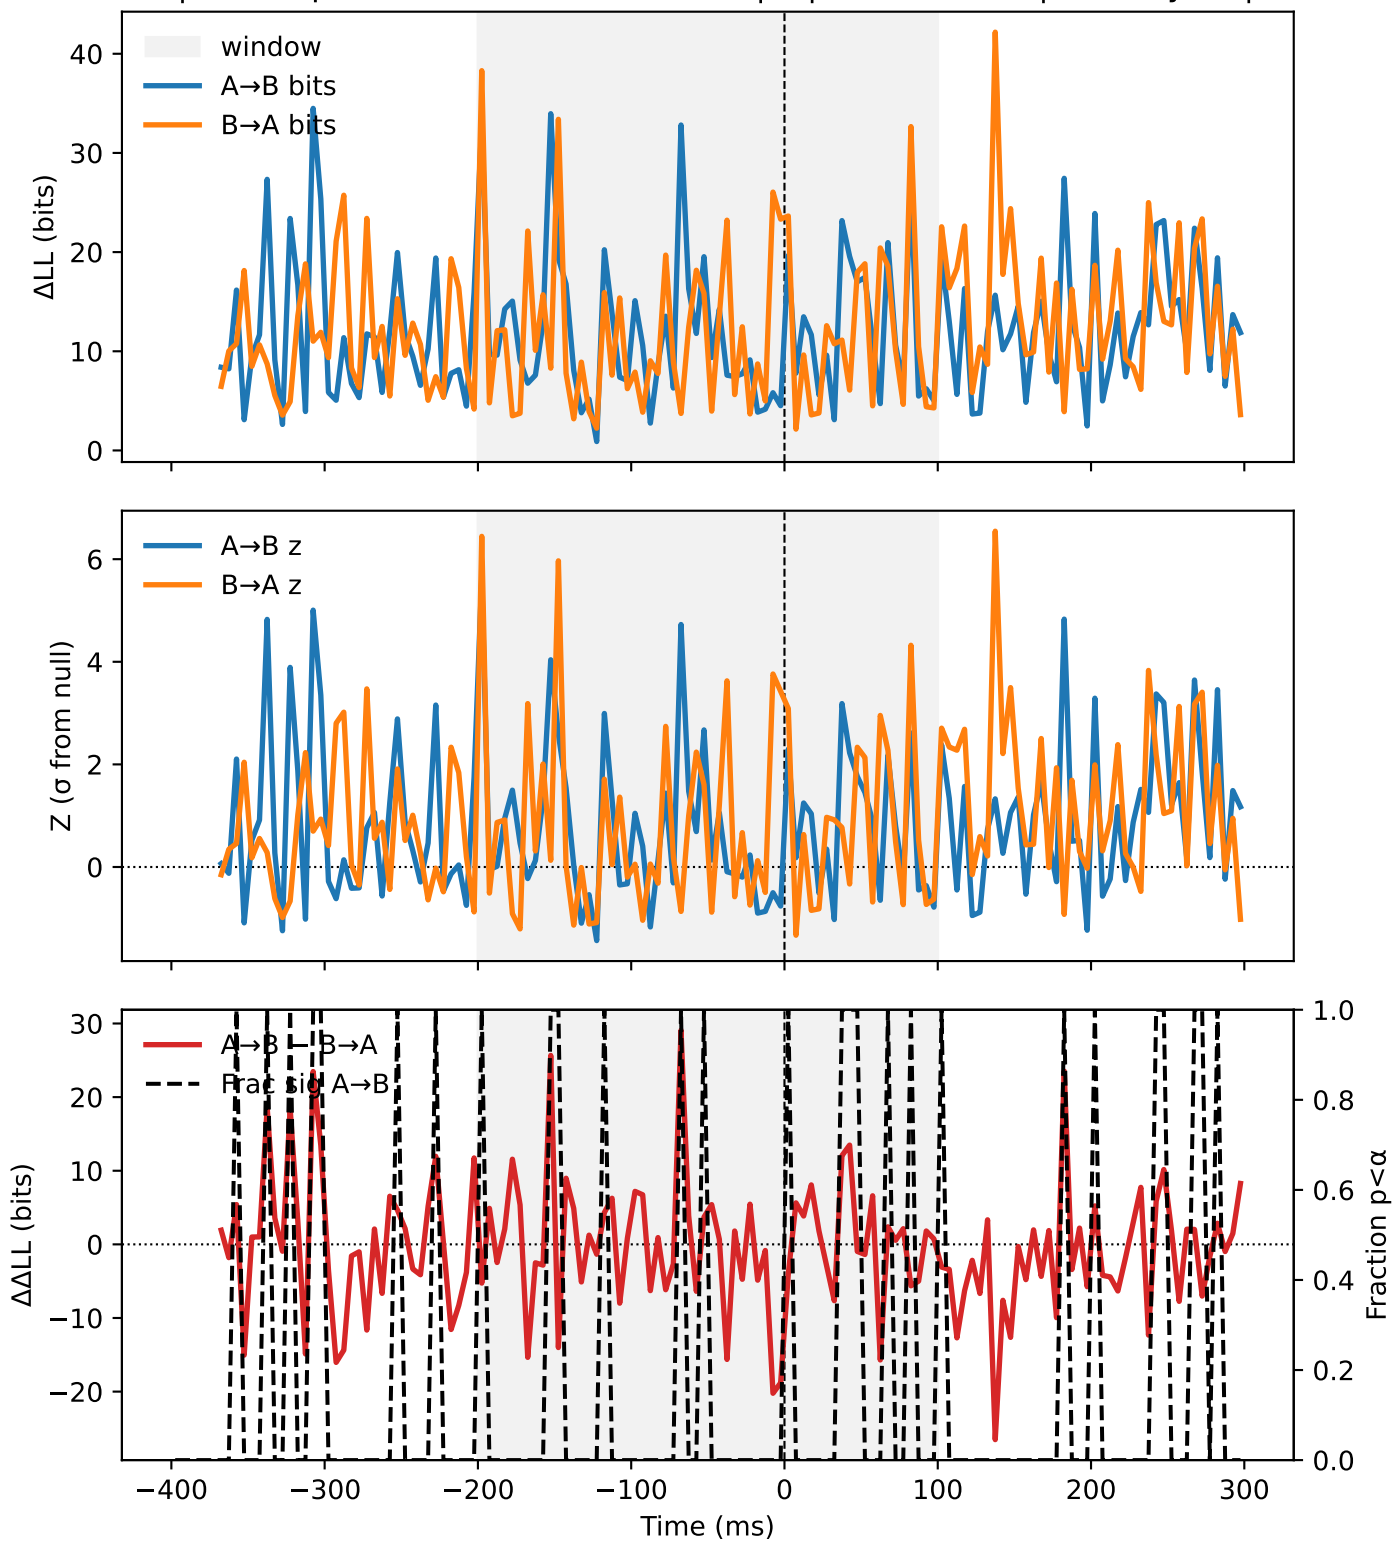 window
A→B bits
B→A bits
ΔLL (bits)
40
30
20
10
0
A→B z
B→A z
Z (σ from null)
6
4
2
0
A→B − B→A
Frac sig A→B
ΔΔLL (bits)
30
20
10
0
−10
−20
1.0
0.8
0.6
0.4
0.2
0.0
Fraction p<α
−400 −300 −200 −100 0 100 200 300
Time (ms)